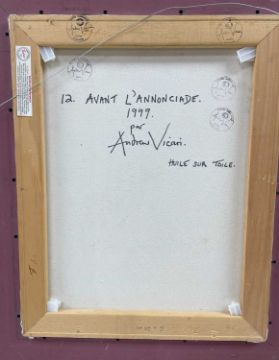 12. AVANT L'ANNONCIADE.
1997.
par
Andrew Vicari.
HUILE SUR TOILE.